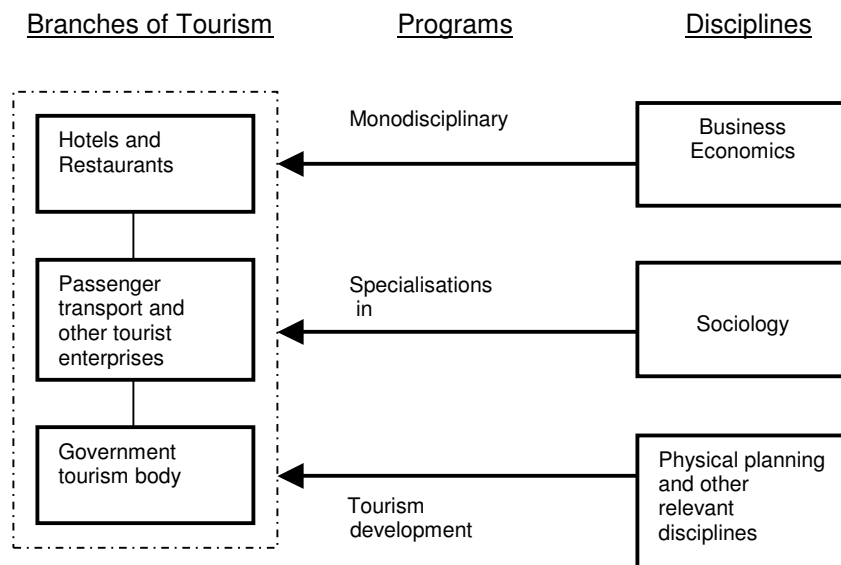 Branches of Tourism
Programs
Disciplines
Hotels and
Restaurants
Monodisciplinary
Business
Economics
Passenger
transport and
other tourist
enterprises
Specialisations
in
Sociology
Government
tourism body
Tourism
development
Physical planning
and other
relevant
disciplines